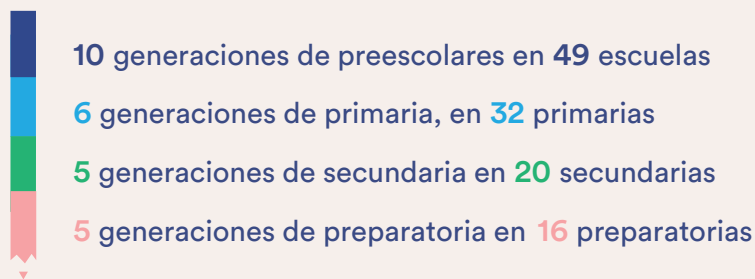 10 generaciones de preescolares en 49 escuelas
6 generaciones de primaria, en 32 primarias
5 generaciones de secundaria en 20 secundarias
5 generaciones de preparatoria en 16 preparatorias